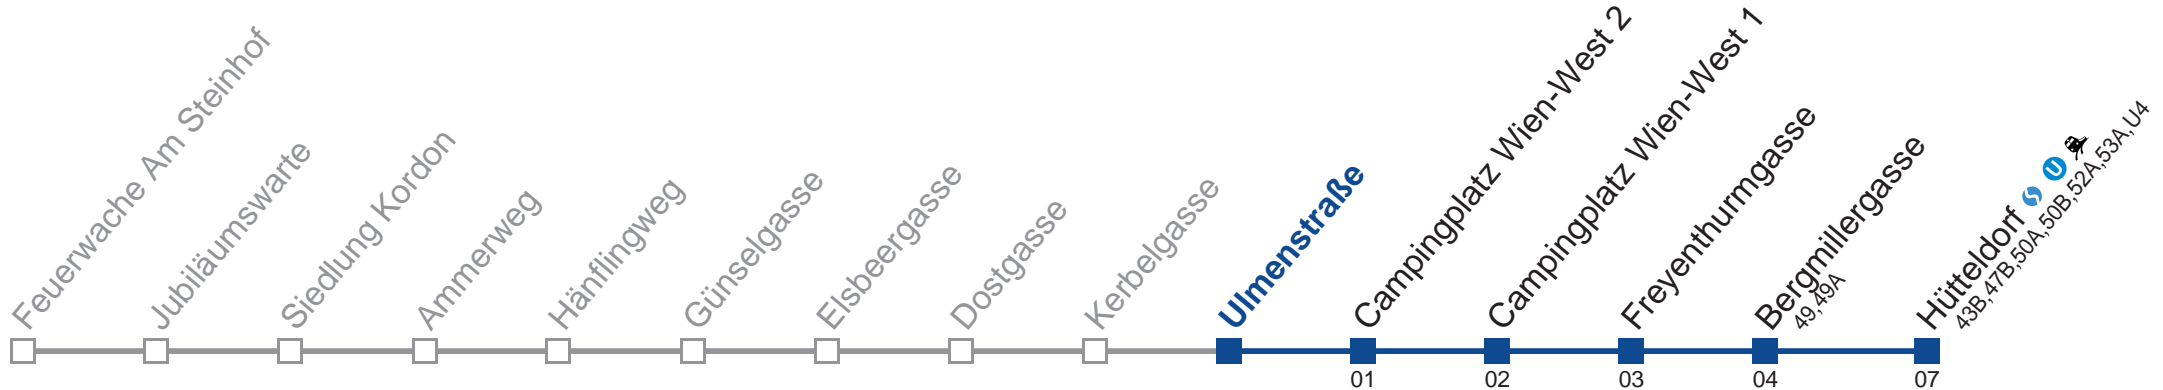 Feuerwache Am Steinhof
Jubiläumswarte
Siedlung Kordon
Ammerweg
Hänflingweg
Günselgasse
Elsbeergasse
Dostgasse
Kerbelgasse
Ulmenstraße
Campingplatz Wien-West 2
Campingplatz Wien-West 1
Freyenthurmgasse
Bergmillergasse
49,49A
Hütteldorf U
43B,47B,50A,50B,52A,53A,U4
01
02
03
04
07